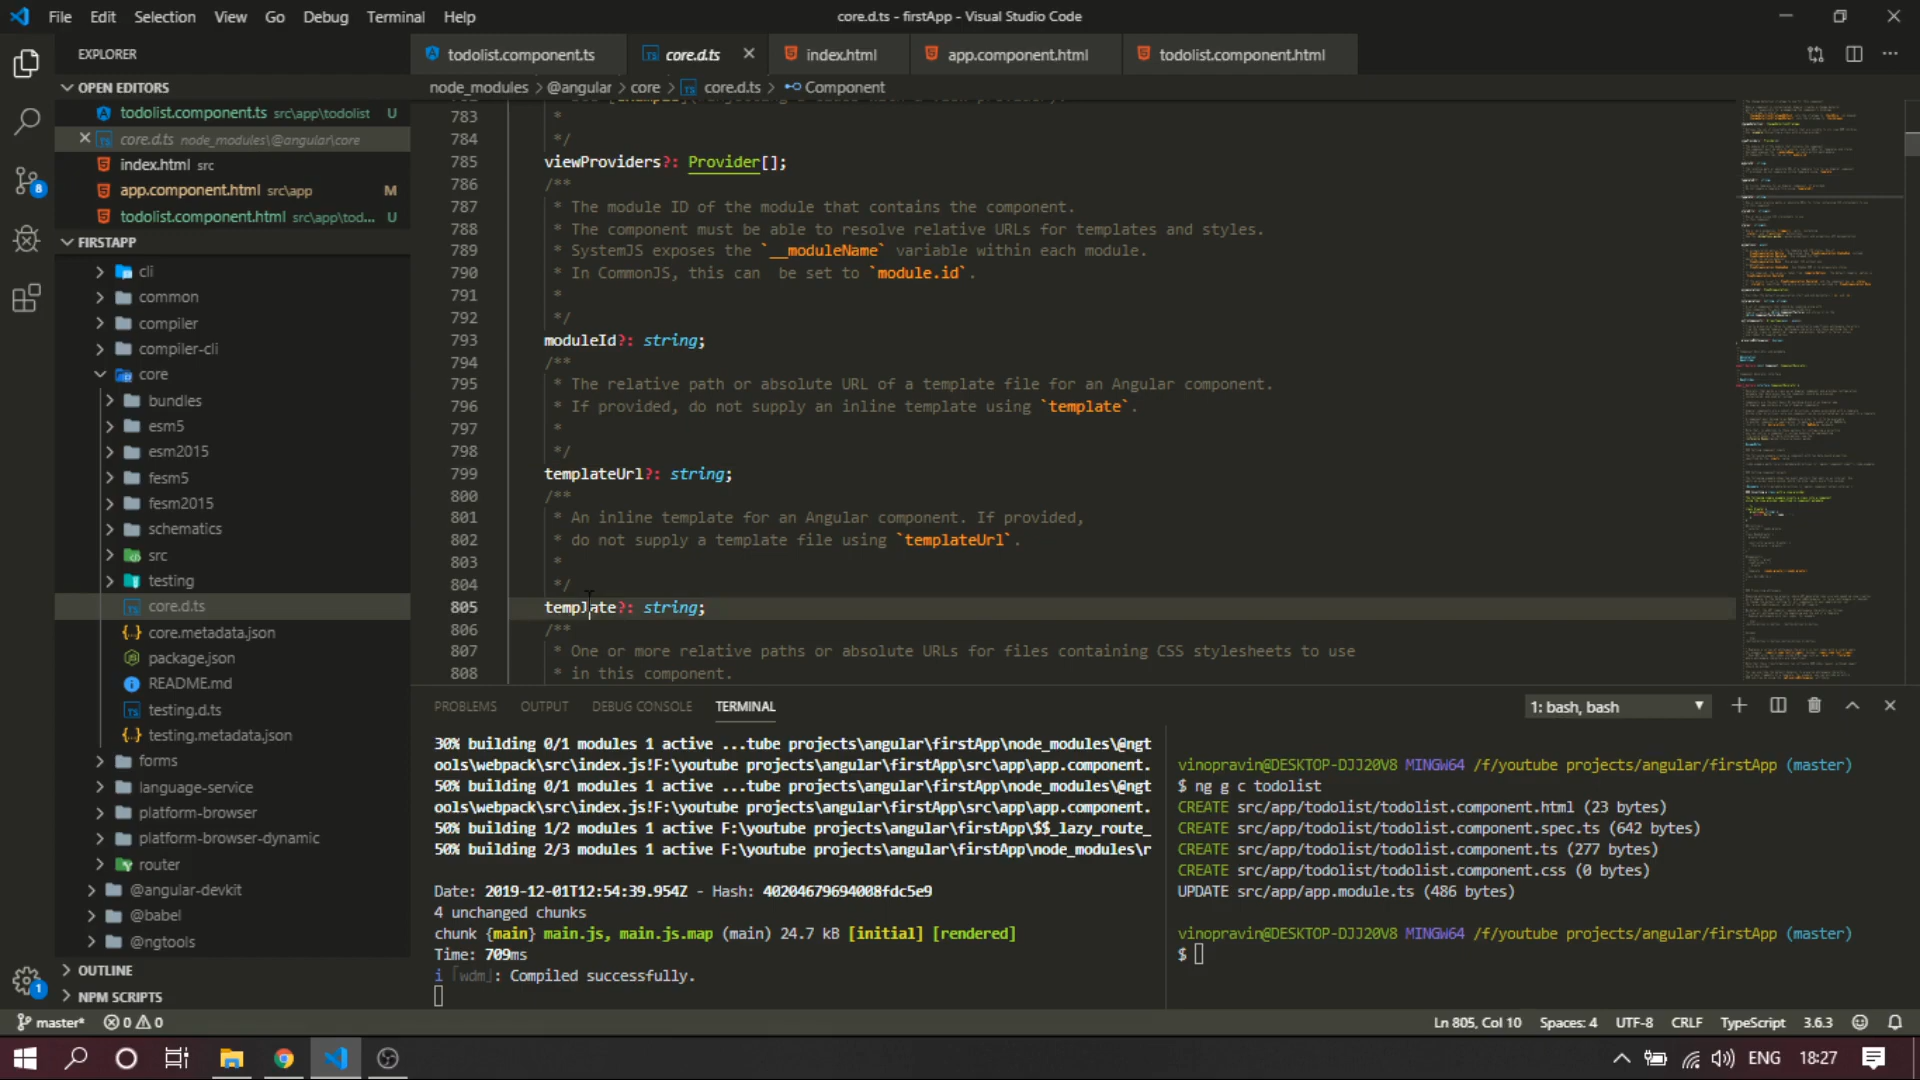 File Edit Selection View Go Debug Terminal Help
core.d.ts - firstApp - Visual Studio Code
EXPLORER
OPEN EDITORS
todolist.component.ts src\app\todolist U
core.d.ts node_modules\@angular\core
index.html src
app.component.html src\app M
todolist.component.html src\app\tod... U
FIRSTAPP
cli
common
compiler
compiler-cli
core
bundles
esm5
esm2015
fesm5
fesm2015
schematics
src
testing
core.d.ts
core.metadata.json
package.json
README.md
testing.d.ts
testing.metadata.json
forms
language-service
platform-browser
platform-browser-dynamic
router
@angular-devkit
@babel
@ngtools
OUTLINE
NPM SCRIPTS
8
1
todolist.component.ts core.d.ts index.html app.component.html todolist.component.html
node_modules > @angular > core > core.d.ts > Component
783 *
784 */
785 viewProviders?: Provider[];
786 /**
787 * The module ID of the module that contains the component.
788 * The component must be able to resolve relative URLs for templates and styles.
789 * SystemJS exposes the `__moduleName` variable within each module.
790 * In CommonJS, this can  be set to `module.id`.
791 *
792 */
793 moduleId?: string;
794 /**
795 * The relative path or absolute URL of a template file for an Angular component.
796 * If provided, do not supply an inline template using `template`.
797 *
798 */
799 templateUrl?: string;
800 /**
801 * An inline template for an Angular component. If provided,
802 * do not supply a template file using `templateUrl`.
803 *
804 */
805 template?: string;
806 /**
807 * One or more relative paths or absolute URLs for files containing CSS stylesheets to use
808 * in this component.
PROBLEMS OUTPUT DEBUG CONSOLE TERMINAL
1: bash, bash
30% building 0/1 modules 1 active ...tube projects\angular\firstApp\node_modules\@ngt
ools\webpack\src\index.js!F:\youtube projects\angular\firstApp\src\app\app.component.
50% building 0/1 modules 1 active ...tube projects\angular\firstApp\node_modules\@ngt
ools\webpack\src\index.js!F:\youtube projects\angular\firstApp\src\app\app.component.
50% building 1/2 modules 1 active F:\youtube projects\angular\firstApp\$$_lazy_route_
50% building 2/3 modules 1 active F:\youtube projects\angular\firstApp\node_modules\r
Date: 2019-12-01T12:54:39.954Z - Hash: 40204679694008fdc5e9
4 unchanged chunks
chunk {main} main.js, main.js.map (main) 24.7 kB [initial] [rendered]
Time: 709ms
i ｢wdm｣: Compiled successfully.
vinopravin@DESKTOP-DJJ20V8 MINGW64 /f/youtube projects/angular/firstApp (master)
$ ng g c todolist
CREATE src/app/todolist/todolist.component.html (23 bytes)
CREATE src/app/todolist/todolist.component.spec.ts (642 bytes)
CREATE src/app/todolist/todolist.component.ts (277 bytes)
CREATE src/app/todolist/todolist.component.css (0 bytes)
UPDATE src/app/app.module.ts (486 bytes)
vinopravin@DESKTOP-DJJ20V8 MINGW64 /f/youtube projects/angular/firstApp (master)
$
master* 0 0
Ln 805, Col 10 Spaces: 4 UTF-8 CRLF TypeScript 3.6.3
ENG 18:27